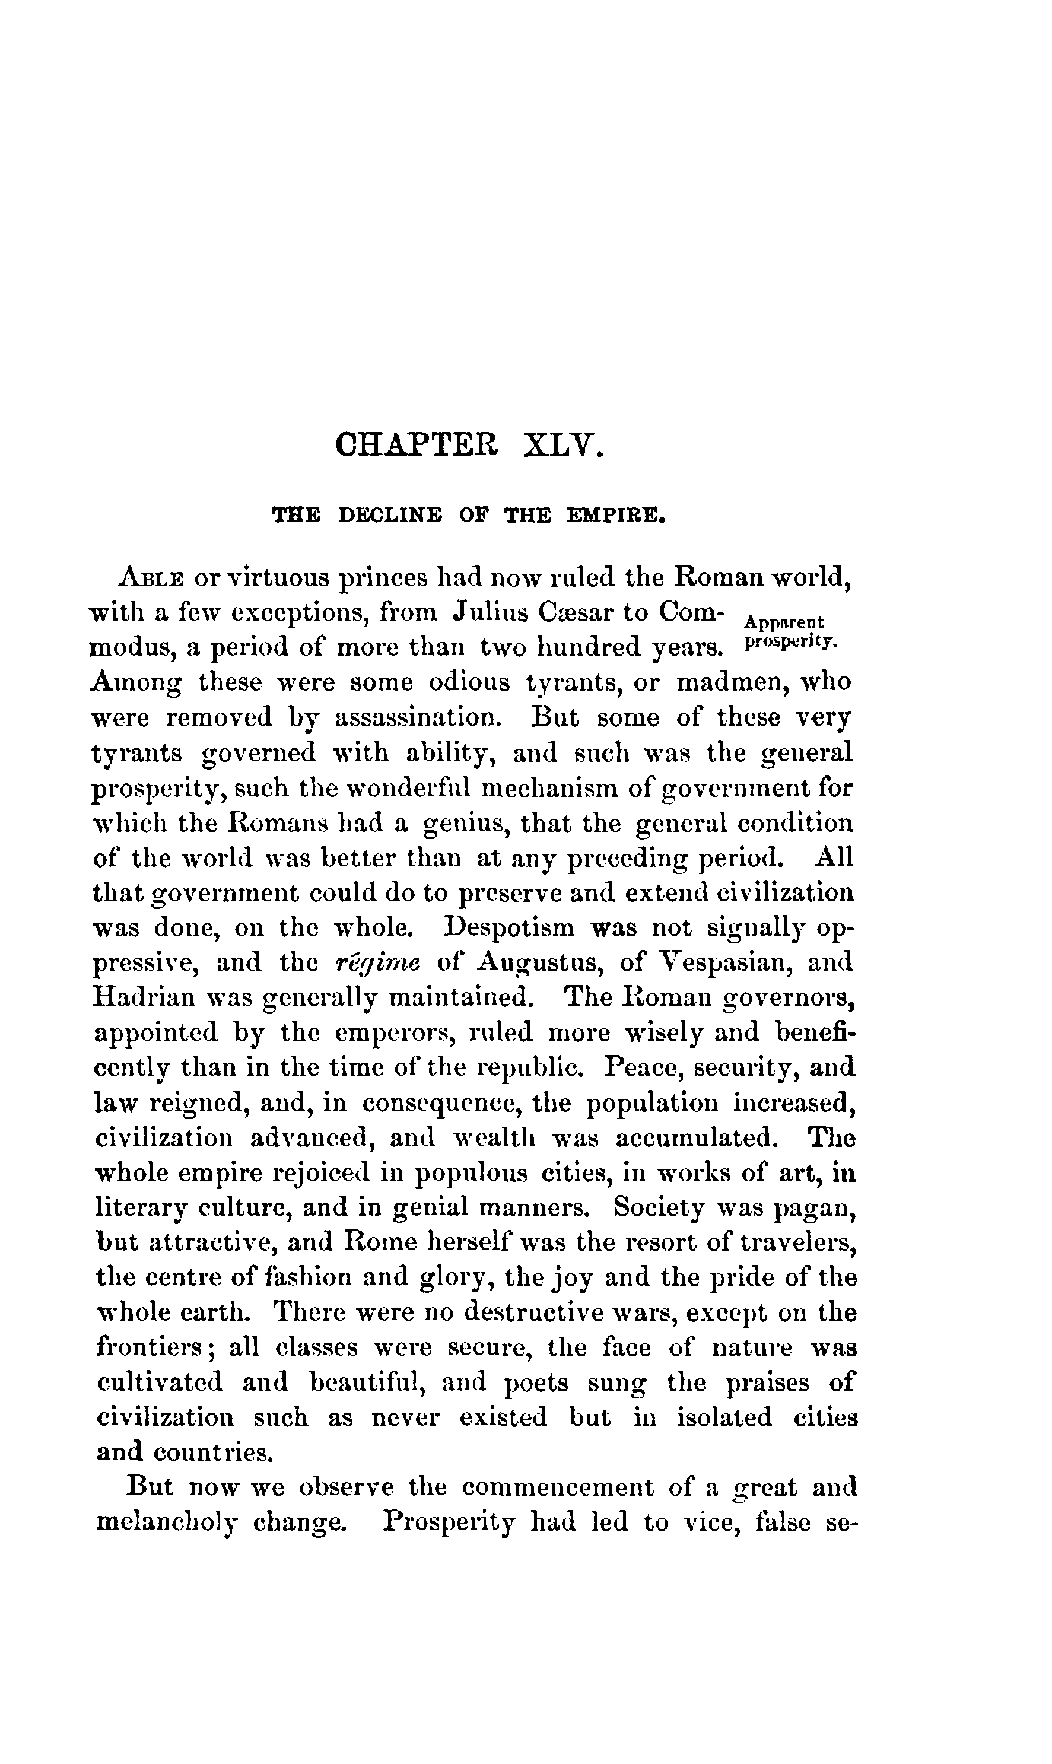 CHAPTER XLV.
THE DECLINE OF THE EMPIRE.
ABLE or virtuous princes had now ruled the Roman world,
with a few exceptions, from Julius Cæsar to Com-
Apparent
modus, a period of more than two hundred years.
prosperity.
Among these were some odious tyrants, or madmen, who
were removed by assassination. But some of these very
tyrants governed with ability, and such was the general
prosperity, such the wonderful mechanism of government for
which the Romans had a genius, that the general condition
of the world was better than at any preceding period. All
that government could do to preserve and extend civilization
was done, on the whole. Despotism was not signally op-
pressive, and the régime of Augustus, of Vespasian, and
Hadrian was generally maintained. The Roman governors,
appointed by the emperors, ruled more wisely and benefi-
cently than in the time of the republic. Peace, security, and
law reigned, and, in consequence, the population increased,
civilization advanced, and wealth was accumulated. The
whole empire rejoiced in populous cities, in works of art, in
literary culture, and in genial manners. Society was pagan,
but attractive, and Rome herself was the resort of travelers,
the centre of fashion and glory, the joy and the pride of the
whole earth. There were no destructive wars, except on the
frontiers; all classes were secure, the face of nature was
cultivated and beautiful, and poets sung the praises of
civilization such as never existed but in isolated cities
and countries.
But now we observe the commencement of a great and
melancholy change. Prosperity had led to vice, false se-